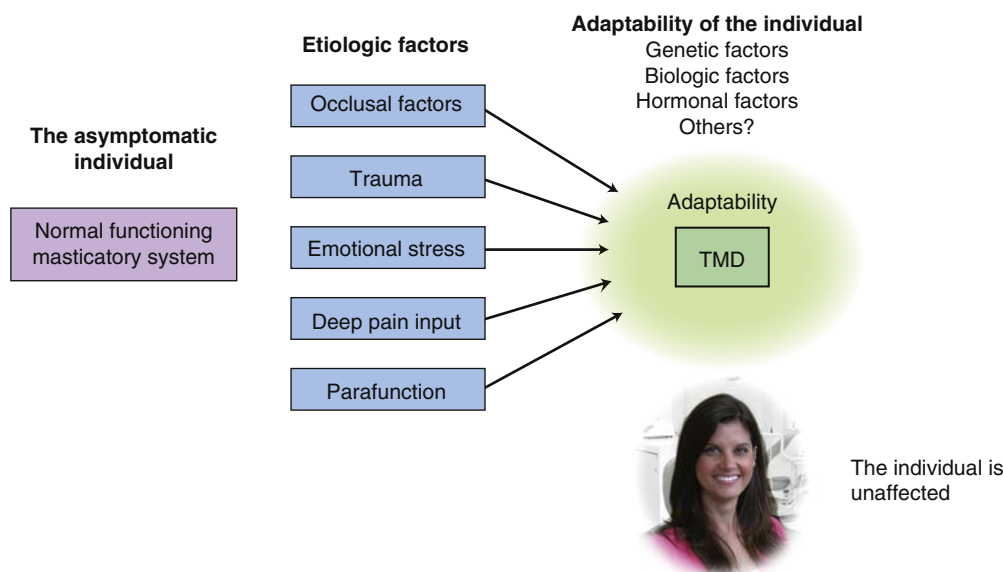 The asymptomatic
individual
Normal functioning
masticatory system
Etiologic factors
Occlusal factors
Trauma
Emotional stress
Deep pain input
Parafunction
Adaptability of the individual
Genetic factors
Biologic factors
Hormonal factors
Others?
Adaptability
TMD
The individual is
unaffected